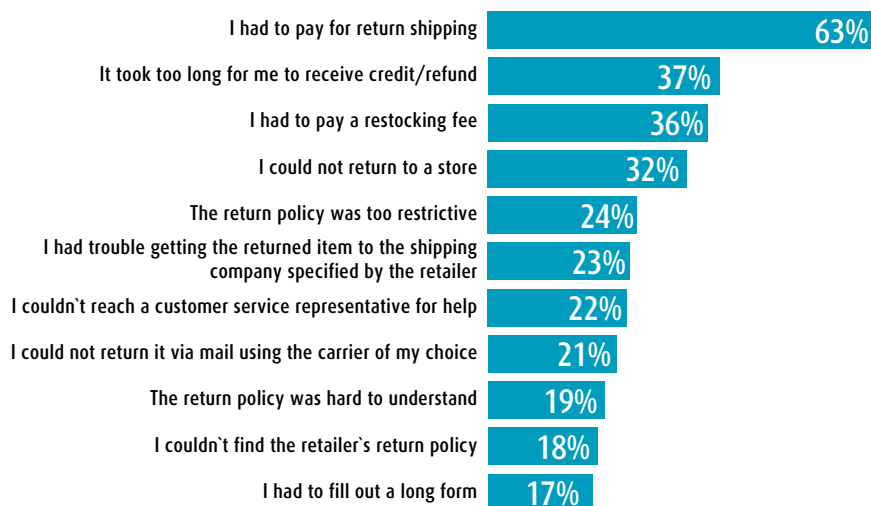 I had to pay for return shipping 63%
It took too long for me to receive credit/refund 37%
I had to pay a restocking fee 36%
I could not return to a store 32%
The return policy was too restrictive 24%
I had trouble getting the returned item to the shipping
company specified by the retailer 23%
I couldn`t reach a customer service representative for help 22%
I could not return it via mail using the carrier of my choice 21%
The return policy was hard to understand 19%
I couldn`t find the retailer`s return policy 18%
I had to fill out a long form 17%